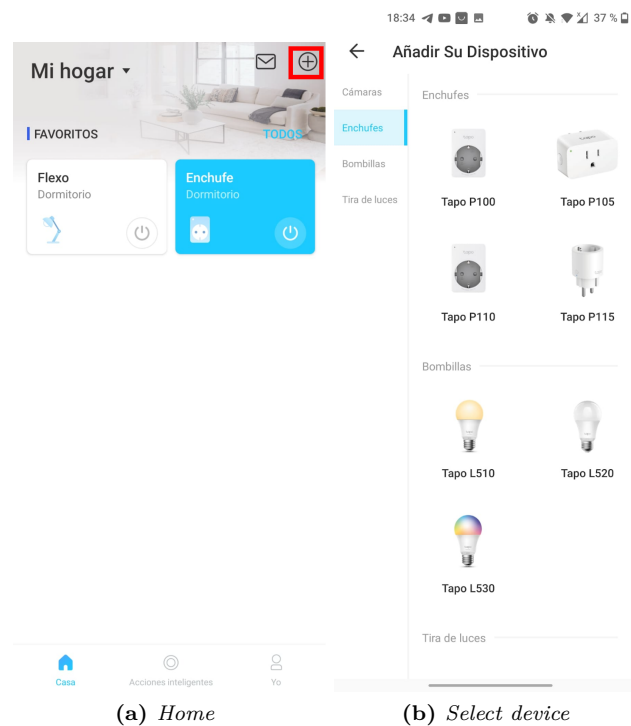 Mi hogar
FAVORITOS
TODOS
Flexo
Dormitorio
Enchufe
Dormitorio
Casa
Acciones inteligentes
Yo
(a) Home
18:34
37 %
Añadir Su Dispositivo
Cámaras
Enchufes
Bombillas
Tira de luces
Enchufes
Tapo P100
Tapo P105
Tapo P110
Tapo P115
Bombillas
Tapo L510
Tapo L520
Tapo L530
Tira de luces
(b) Select device